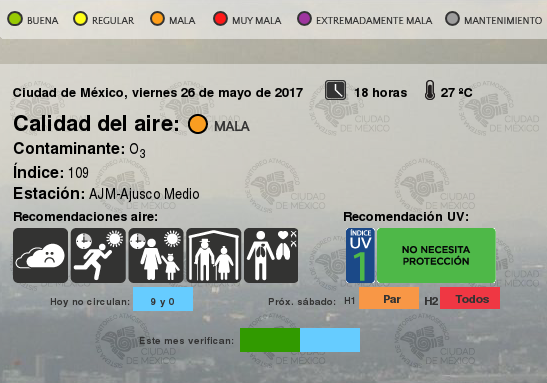 BUENA REGULAR MALA MUY MALA EXTREMADAMENTE MALA MANTENIMIENTO
Ciudad de México, viernes 26 de mayo de 2017 18 horas 27 ºC
Calidad del aire: MALA
Contaminante: O3
Índice: 109
Estación: AJM-Ajusco Medio
Recomendaciones aire: Recomendación UV:
ÍNDICE
UV
1
NO NECESITA
PROTECCIÓN
Hoy no circulan: 9 y 0 Próx. sábado: H1 Par H2 Todos
Este mes verifican:
CIUDAD
DE MÉXICO